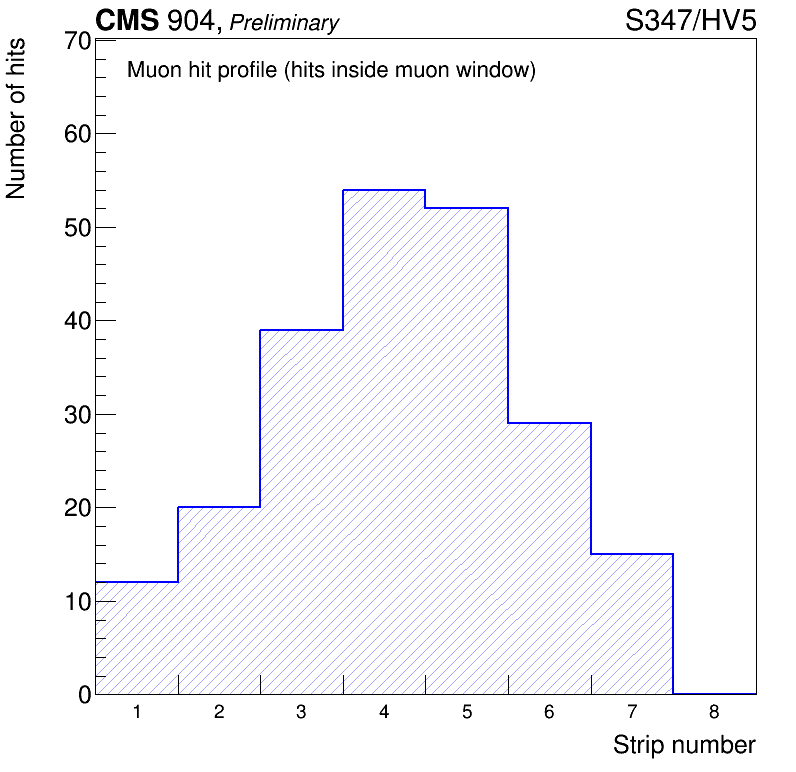 CMS 904, Preliminary
S347/HV5
Muon hit profile (hits inside muon window)
Number of hits
70
60
50
40
30
20
10
0
1 2 3 4 5 6 7 8
Strip number